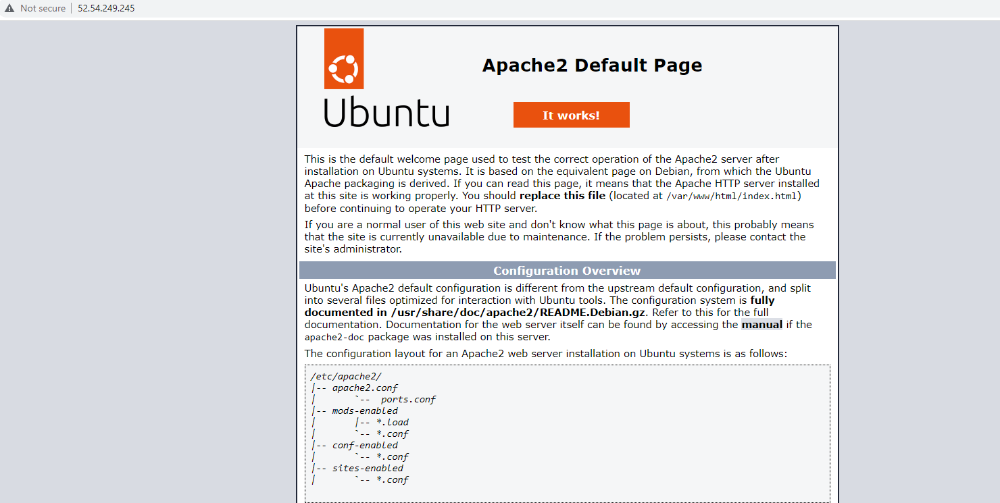 Not secure | 52.54.249.245
Apache2 Default Page
Ubuntu
It works!
This is the default welcome page used to test the correct operation of the Apache2 server after
installation on Ubuntu systems. It is based on the equivalent page on Debian, from which the Ubuntu
Apache packaging is derived. If you can read this page, it means that the Apache HTTP server installed
at this site is working properly. You should replace this file (located at /var/www/html/index.html)
before continuing to operate your HTTP server.
If you are a normal user of this web site and don't know what this page is about, this probably means
that the site is currently unavailable due to maintenance. If the problem persists, please contact the
site's administrator.
Configuration Overview
Ubuntu's Apache2 default configuration is different from the upstream default configuration, and split
into several files optimized for interaction with Ubuntu tools. The configuration system is fully
documented in /usr/share/doc/apache2/README.Debian.gz. Refer to this for the full
documentation. Documentation for the web server itself can be found by accessing the manual if the
apache2-doc package was installed on this server.
The configuration layout for an Apache2 web server installation on Ubuntu systems is as follows:
/etc/apache2/
|-- apache2.conf
|       `--  ports.conf
|-- mods-enabled
|       |-- *.load
|       `-- *.conf
|-- conf-enabled
|       `-- *.conf
|-- sites-enabled
|       `-- *.conf